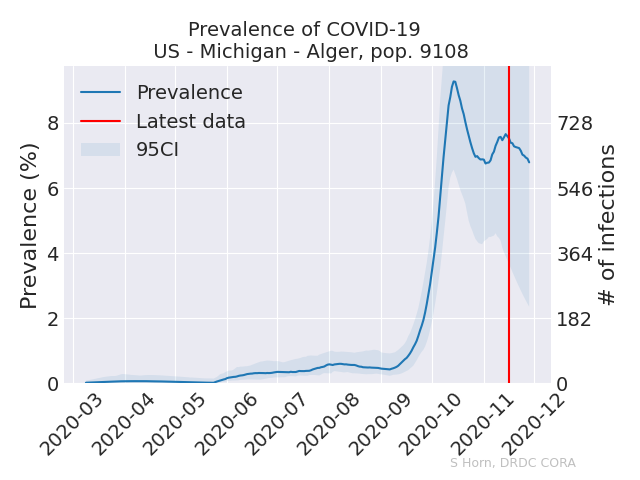 Prevalence of COVID-19
US - Michigan - Alger, pop. 9108
Prevalence
Latest data
95CI
Prevalence (%)
8
6
4
2
0
# of infections
728
546
364
182
0
2020-03
2020-04
2020-05
2020-06
2020-07
2020-08
2020-09
2020-10
2020-11
2020-12
S Horn, DRDC CORA